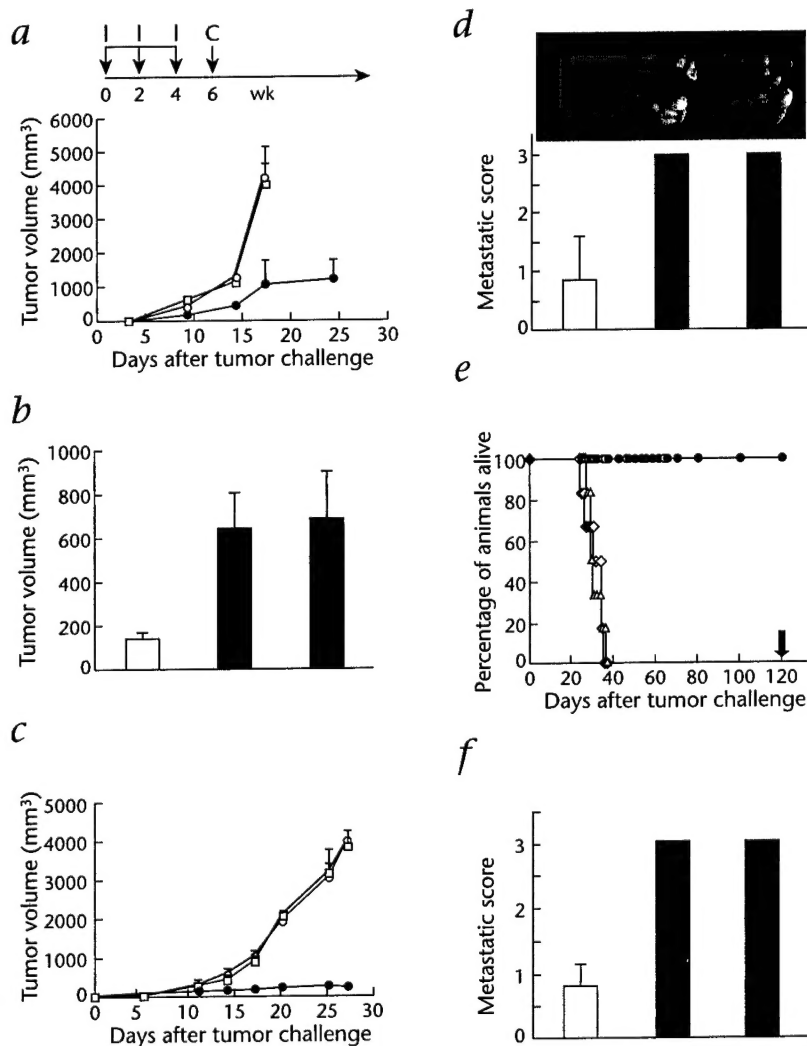 a
I I I C
0 2 4 6 wk
Tumor volume (mm³)
6000
5000
4000
3000
2000
1000
0
0 5 10 15 20 25 30
Days after tumor challenge
b
Tumor volume (mm³)
1000
800
600
400
200
0
c
Tumor volume (mm³)
5000
4000
3000
2000
1000
0
0 5 10 15 20 25 30
Days after tumor challenge
d
Metastatic score
3
2
1
0
e
Percentage of animals alive
100
80
60
40
20
0
0 20 40 60 80 100 120
Days after tumor challenge
f
Metastatic score
3
2
1
0